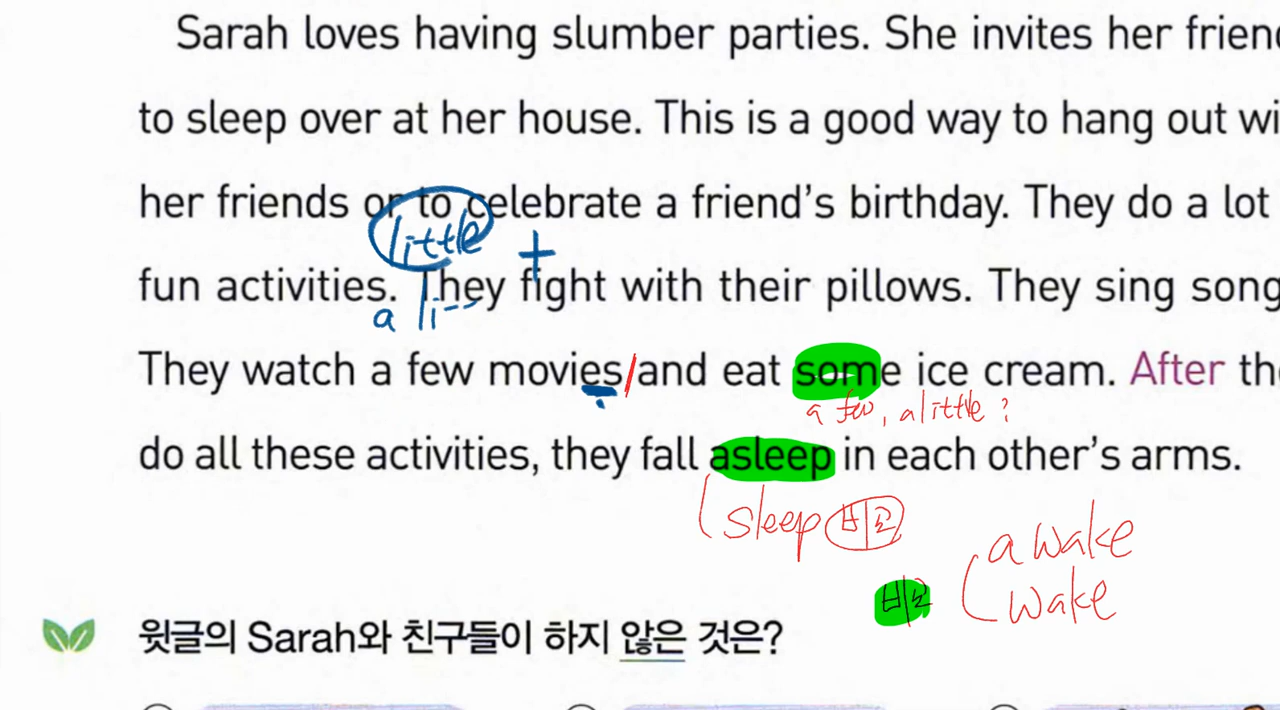 Sarah loves having slumber parties. She invites her frien
to sleep over at her house. This is a good way to hang out wi
her friends or to celebrate a friend's birthday. They do a lot
little +
fun activities. They fight with their pillows. They sing song
a li--
They watch a few movies/and eat some ice cream. After the
a few, a little?
do all these activities, they fall asleep in each other's arms.
sleep 비교
awake
비교 wake
윗글의 Sarah와 친구들이 하지 않은 것은?